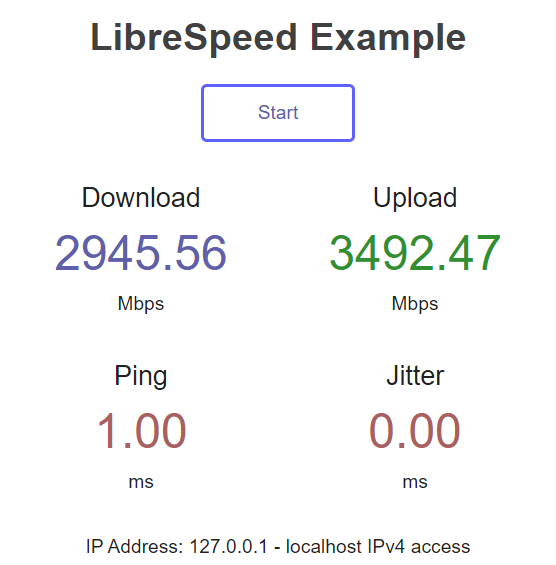 LibreSpeed Example
Start
Download
2945.56
Mbps
Upload
3492.47
Mbps
Ping
1.00
ms
Jitter
0.00
ms
IP Address: 127.0.0.1 - localhost IPv4 access